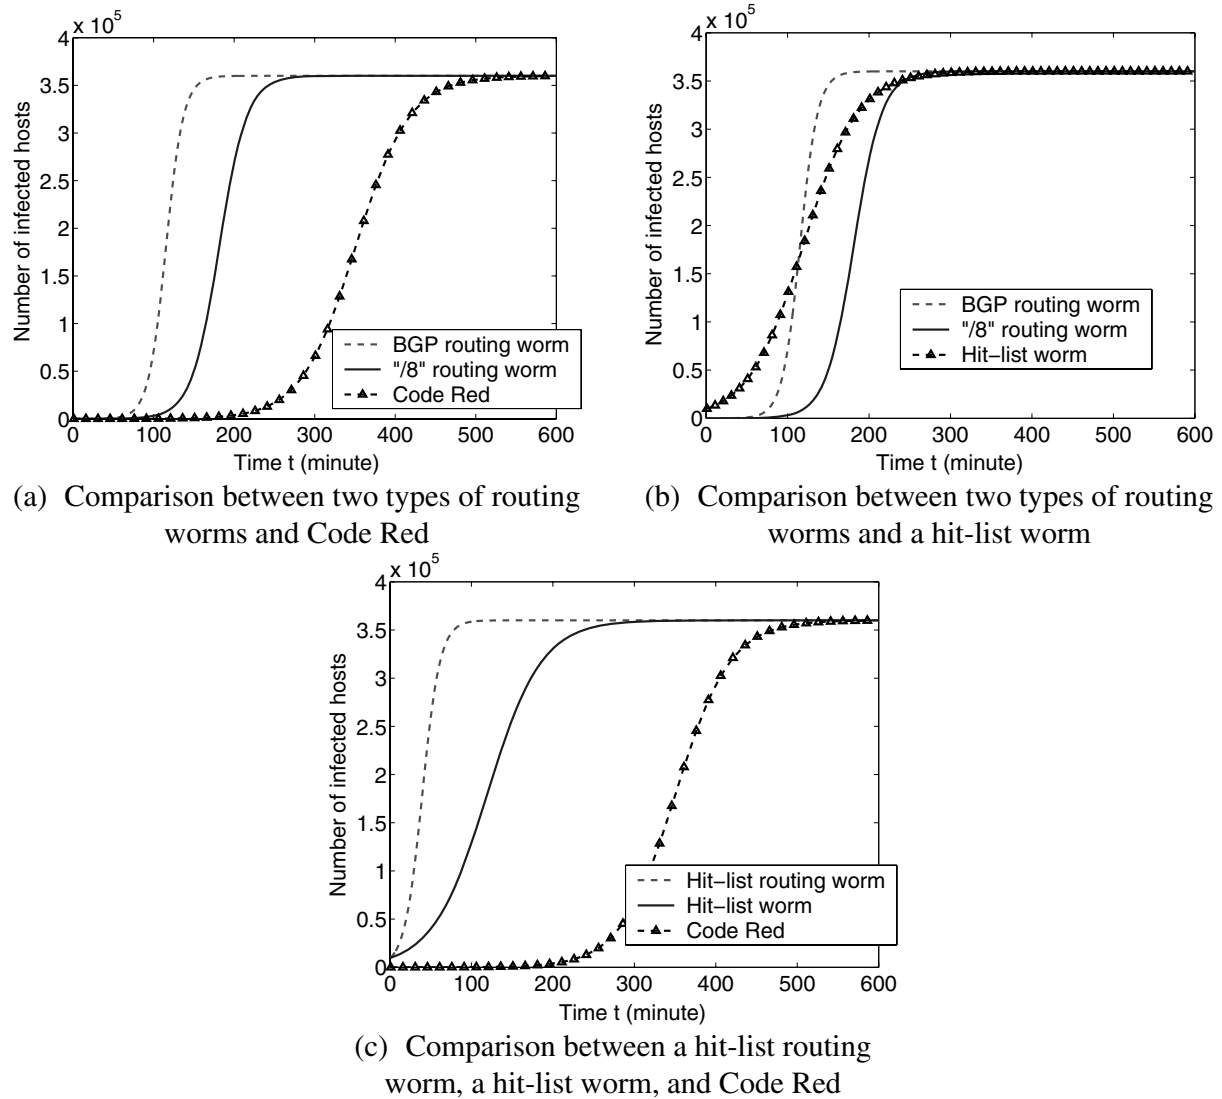 x 10^5
4
3.5
3
2.5
2
1.5
1
0.5
0
Number of infected hosts
BGP routing worm
"/8" routing worm
Code Red
0 100 200 300 400 500 600
Time t (minute)
(a) Comparison between two types of routing
worms and Code Red
x 10^5
4
3.5
3
2.5
2
1.5
1
0.5
0
Number of infected hosts
BGP routing worm
"/8" routing worm
Hit−list worm
0 100 200 300 400 500 600
Time t (minute)
(b) Comparison between two types of routing
worms and a hit-list worm
x 10^5
4
3.5
3
2.5
2
1.5
1
0.5
0
Number of infected hosts
Hit−list routing worm
Hit−list worm
Code Red
0 100 200 300 400 500 600
Time t (minute)
(c) Comparison between a hit-list routing
worm, a hit-list worm, and Code Red